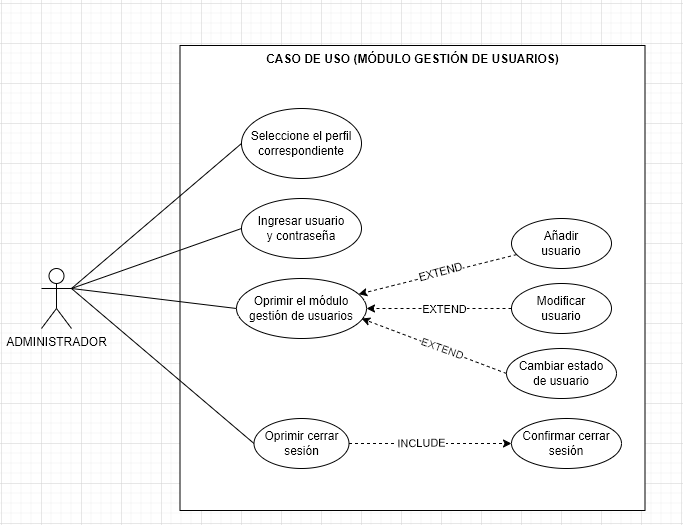 CASO DE USO (MÓDULO GESTIÓN DE USUARIOS)
Seleccione el perfil
correspondiente
Ingresar usuario
y contraseña
Añadir
usuario
EXTEND
Oprimir el módulo
gestión de usuarios
EXTEND
Modificar
usuario
ADMINISTRADOR
EXTEND
Cambiar estado
de usuario
Oprimir cerrar
sesión
INCLUDE
Confirmar cerrar
sesión